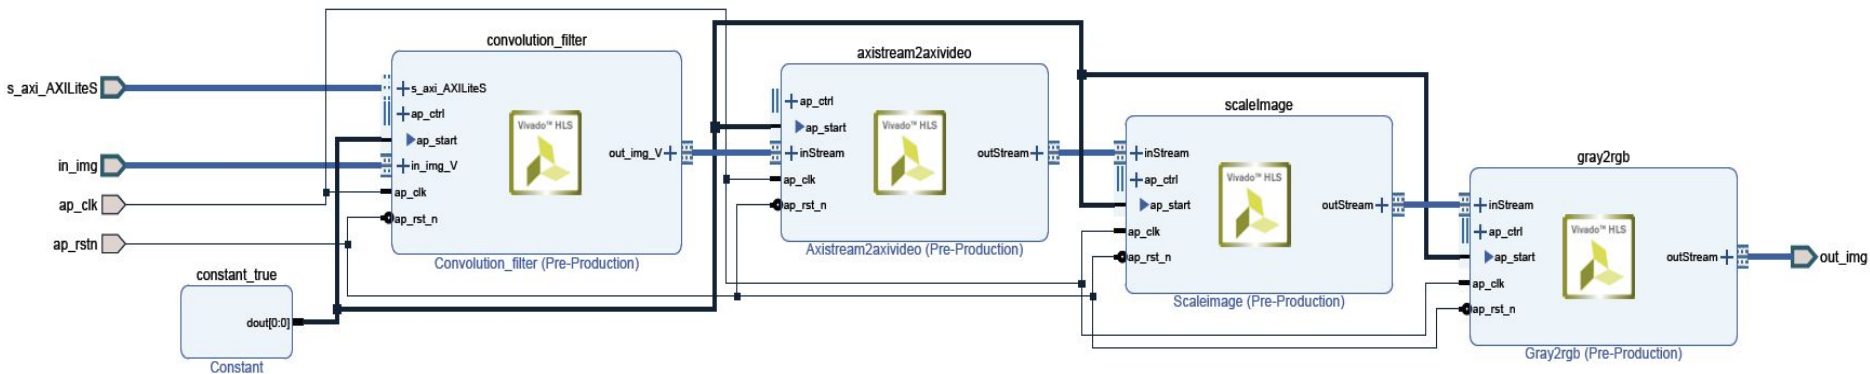 s_axi_AXILiteS
in_img
ap_clk
ap_rstn
constant_true
dout[0:0]
Constant
convolution_filter
s_axi_AXILiteS
ap_ctrl
ap_start
in_img_V
ap_clk
ap_rst_n
Vivado™ HLS
out_img_V
Convolution_filter (Pre-Production)
axistream2axivideo
ap_ctrl
ap_start
inStream
ap_clk
ap_rst_n
Vivado™ HLS
outStream
Axistream2axivideo (Pre-Production)
scaleImage
inStream
ap_ctrl
ap_start
ap_clk
ap_rst_n
Vivado™ HLS
outStream
Scaleimage (Pre-Production)
gray2rgb
inStream
ap_ctrl
ap_start
ap_clk
ap_rst_n
Vivado™ HLS
outStream
Gray2rgb (Pre-Production)
out_img